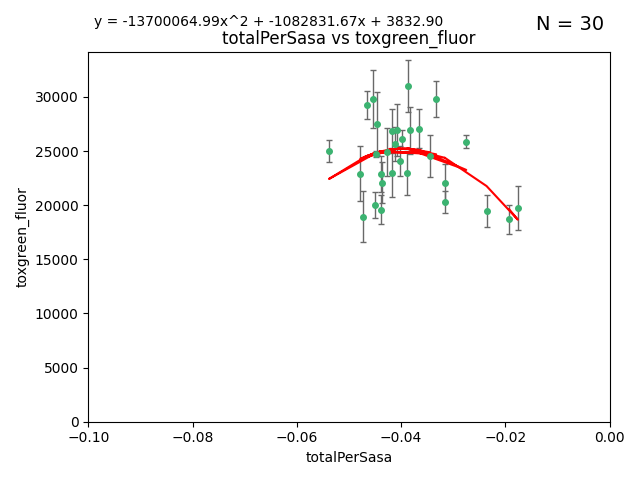 y = -13700064.99x^2 + -1082831.67x + 3832.90
N = 30
totalPerSasa vs toxgreen_fluor
toxgreen_fluor
30000
25000
20000
15000
10000
5000
0
−0.10 −0.08 −0.06 −0.04 −0.02 0.00
totalPerSasa